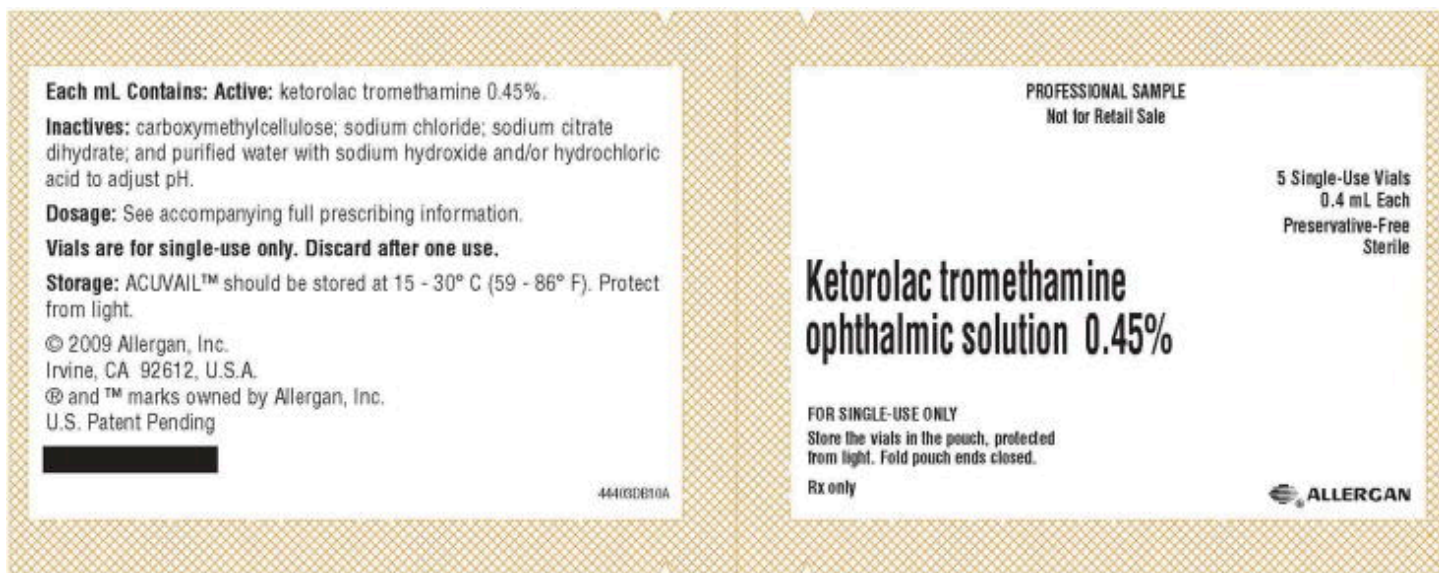 Each mL Contains: Active: ketorolac tromethamine 0.45%.
Inactives: carboxymethylcellulose; sodium chloride; sodium citrate
dihydrate; and purified water with sodium hydroxide and/or hydrochloric
acid to adjust pH.
Dosage: See accompanying full prescribing information.
Vials are for single-use only. Discard after one use.
Storage: ACUVAIL™ should be stored at 15 - 30° C (59 - 86° F). Protect
from light.
© 2009 Allergan, Inc.
Irvine, CA 92612, U.S.A.
® and ™ marks owned by Allergan, Inc.
U.S. Patent Pending
44403DB10A
PROFESSIONAL SAMPLE
Not for Retail Sale
5 Single-Use Vials
0.4 mL Each
Preservative-Free
Sterile
Ketorolac tromethamine
ophthalmic solution 0.45%
FOR SINGLE-USE ONLY
Store the vials in the pouch, protected
from light. Fold pouch ends closed.
Rx only
® ALLERGAN